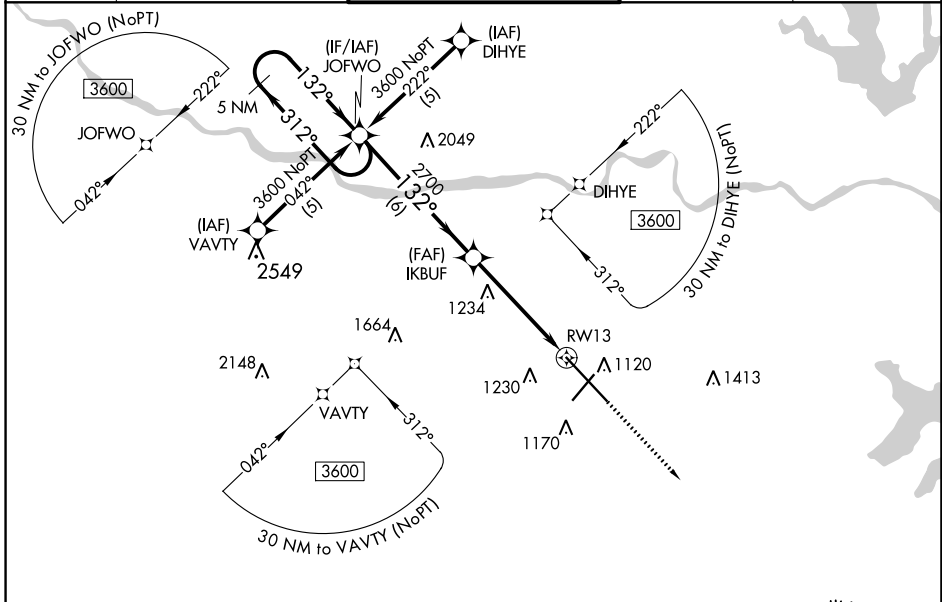 30 NM to JOFWO (NoPT)
3600
222°
JOFWO
042°
5 NM
132°
312°
(IF/IAF)
JOFWO
(IAF)
DIHYE
3600 NoPT
222°
(5)
2049
3600 NoPT
042°
(5)
(IAF)
VAVTY
2549
2700
132°
(6)
(FAF)
IKBUF
222°
DIHYE
3600
312°
30 NM to DIHYE (NoPT)
1234
RW13
1664
2148
1230
1120
1413
1170
VAVTY
042°
312°
3600
30 NM to VAVTY (NoPT)